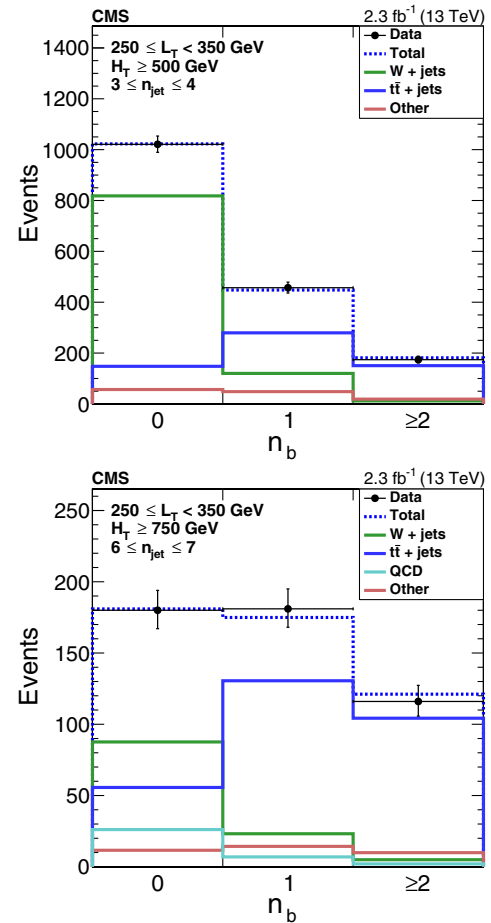 CMS 2.3 fb⁻¹ (13 TeV)
250 ≤ L_T < 350 GeV
H_T ≥ 500 GeV
3 ≤ n_jet ≤ 4
Data
Total
W + jets
tt̄ + jets
Other
Events
1400
1200
1000
800
600
400
200
0
0 1 ≥2
n_b
CMS 2.3 fb⁻¹ (13 TeV)
250 ≤ L_T < 350 GeV
H_T ≥ 750 GeV
6 ≤ n_jet ≤ 7
Data
Total
W + jets
tt̄ + jets
QCD
Other
Events
250
200
150
100
50
0
0 1 ≥2
n_b